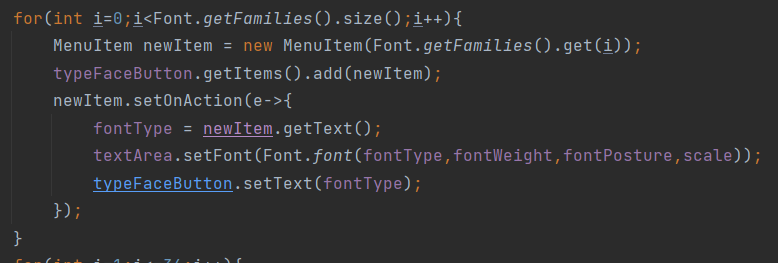 for(int i=0;i<Font.getFamilies().size();i++){
MenuItem newItem = new MenuItem(Font.getFamilies().get(i));
typeFaceButton.getItems().add(newItem);
newItem.setOnAction(e->{
fontType = newItem.getText();
textArea.setFont(Font.font(fontType,fontWeight,fontPosture,scale));
typeFaceButton.setText(fontType);
});
}